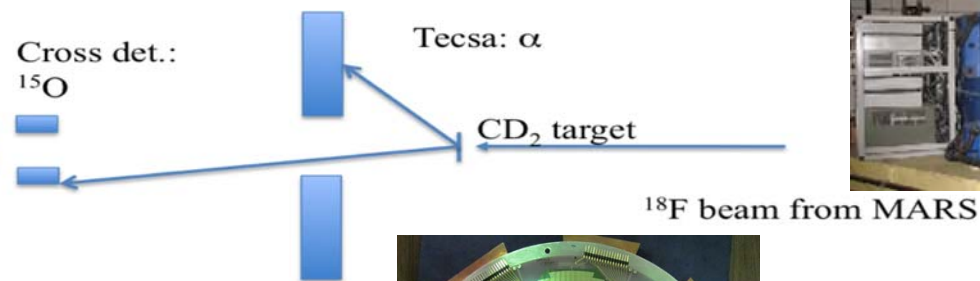 Cross det.:
¹⁵O
Tecsa: α
CD₂ target
¹⁸F beam from MARS